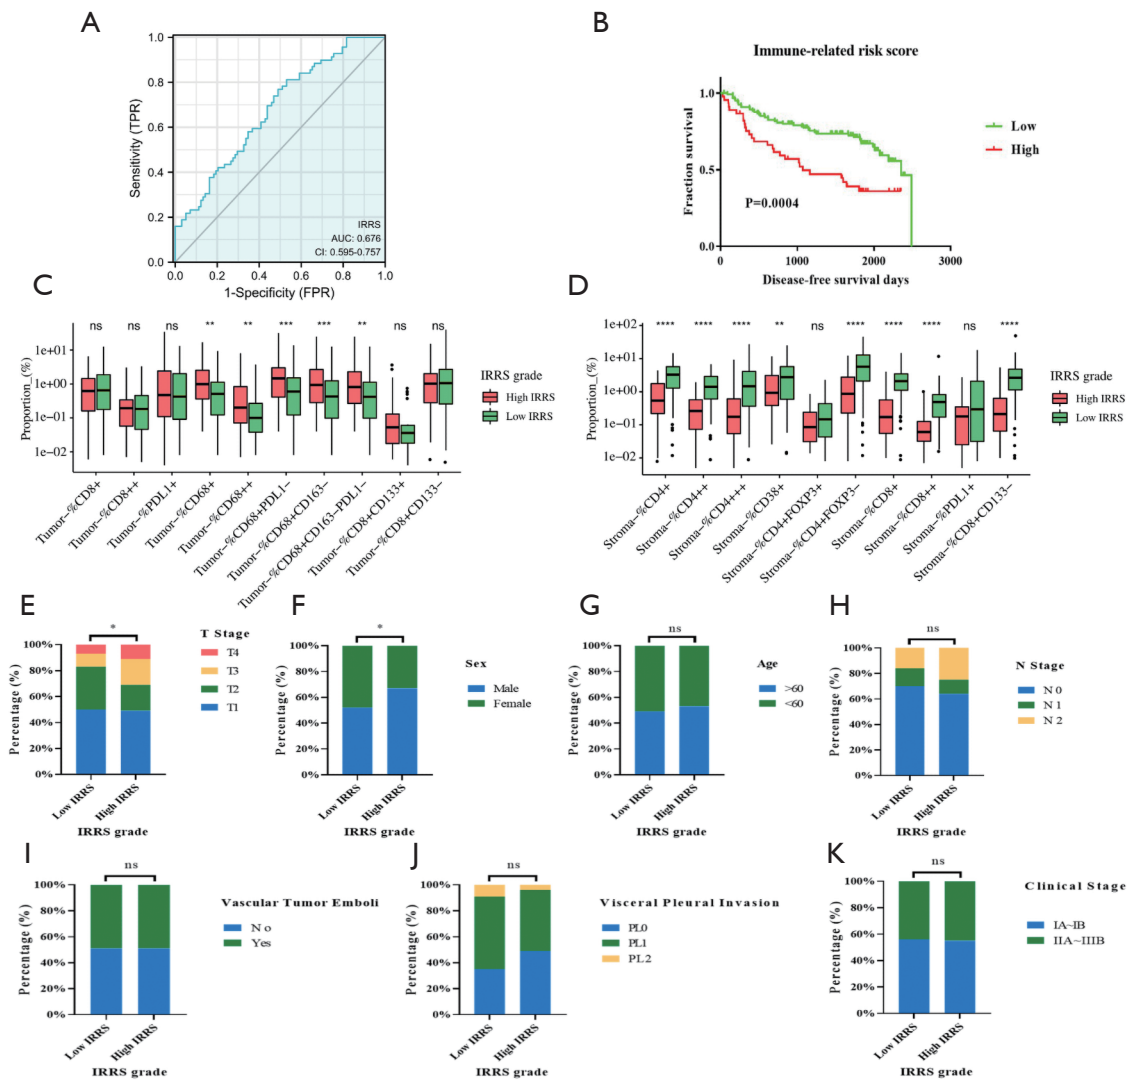 A
1.0
0.8
0.6
0.4
0.2
0.0
Sensitivity (TPR)
IRRS
AUC: 0.676
CI: 0.595-0.757
0.0 0.2 0.4 0.6 0.8 1.0
1-Specificity (FPR)
B
Immune-related risk score
1.0
0.5
0.0
Fraction survival
Low
High
P=0.0004
0 1000 2000 3000
Disease-free survival days
C
ns ns ns ** ** *** *** ** ns ns
1e+01
1e+00
1e−01
1e−02
Proportion_(%)
IRRS grade
High IRRS
Low IRRS
Tumor−%CD8+
Tumor−%CD8++
Tumor−%PDL1+
Tumor−%CD68+
Tumor−%CD68++
Tumor−%CD68+PDL1−
Tumor−%CD68+CD163−
Tumor−%CD68+CD163−PDL1−
Tumor−%CD8+CD133+
Tumor−%CD8+CD133−
D
**** **** **** ** ns **** **** **** ns ****
1e+02
1e+01
1e+00
1e−01
1e−02
Proportion_(%)
IRRS grade
High IRRS
Low IRRS
Stroma−%CD4+
Stroma−%CD4++
Stroma−%CD4+++
Stroma−%CD38+
Stroma−%CD4+FOXP3+
Stroma−%CD4+FOXP3−
Stroma−%CD8+
Stroma−%CD8++
Stroma−%PDL1+
Stroma−%CD8+CD133−
E
*
100%
80%
60%
40%
20%
0%
Percentage (%)
T Stage
T4
T3
T2
T1
Low IRRS
High IRRS
IRRS grade
F
*
100%
80%
60%
40%
20%
0%
Percentage (%)
Sex
Male
Female
Low IRRS
High IRRS
IRRS grade
G
ns
100%
80%
60%
40%
20%
0%
Percentage (%)
Age
>60
<60
Low IRRS
High IRRS
IRRS grade
H
ns
100%
80%
60%
40%
20%
0%
Percentage (%)
N Stage
N 0
N 1
N 2
Low IRRS
High IRRS
IRRS grade
I
ns
100%
80%
60%
40%
20%
0%
Percentage (%)
Vascular Tumor Emboli
No
Yes
Low IRRS
High IRRS
IRRS grade
J
ns
100%
80%
60%
40%
20%
0%
Percentage (%)
Visceral Pleural Invasion
PL0
PL1
PL2
Low IRRS
High IRRS
IRRS grade
K
ns
100%
80%
60%
40%
20%
0%
Percentage (%)
Clinical Stage
IA~IB
IIA~IIIB
Low IRRS
High IRRS
IRRS grade